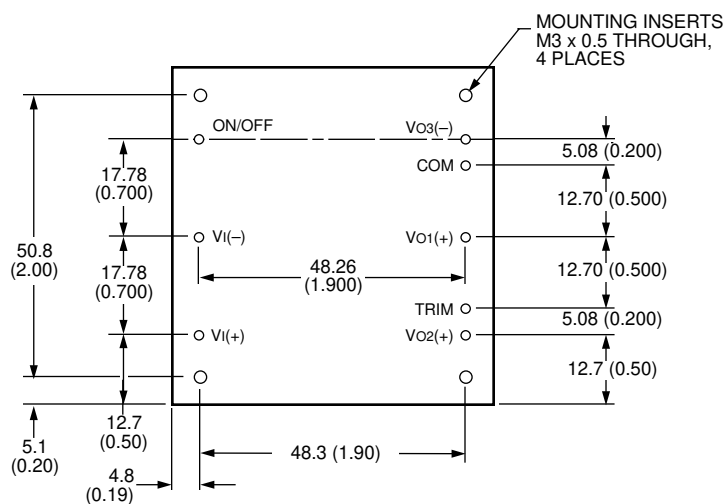 MOUNTING INSERTS
M3 x 0.5 THROUGH,
4 PLACES
ON/OFF
VO3(–)
5.08 (0.200)
COM
17.78
(0.700)
12.70 (0.500)
VI(–)
VO1(+)
50.8
(2.00)
48.26
(1.900)
17.78
(0.700)
12.70 (0.500)
TRIM
5.08 (0.200)
VI(+)
VO2(+)
12.7 (0.50)
12.7
(0.50)
5.1
(0.20)
48.3 (1.90)
4.8
(0.19)